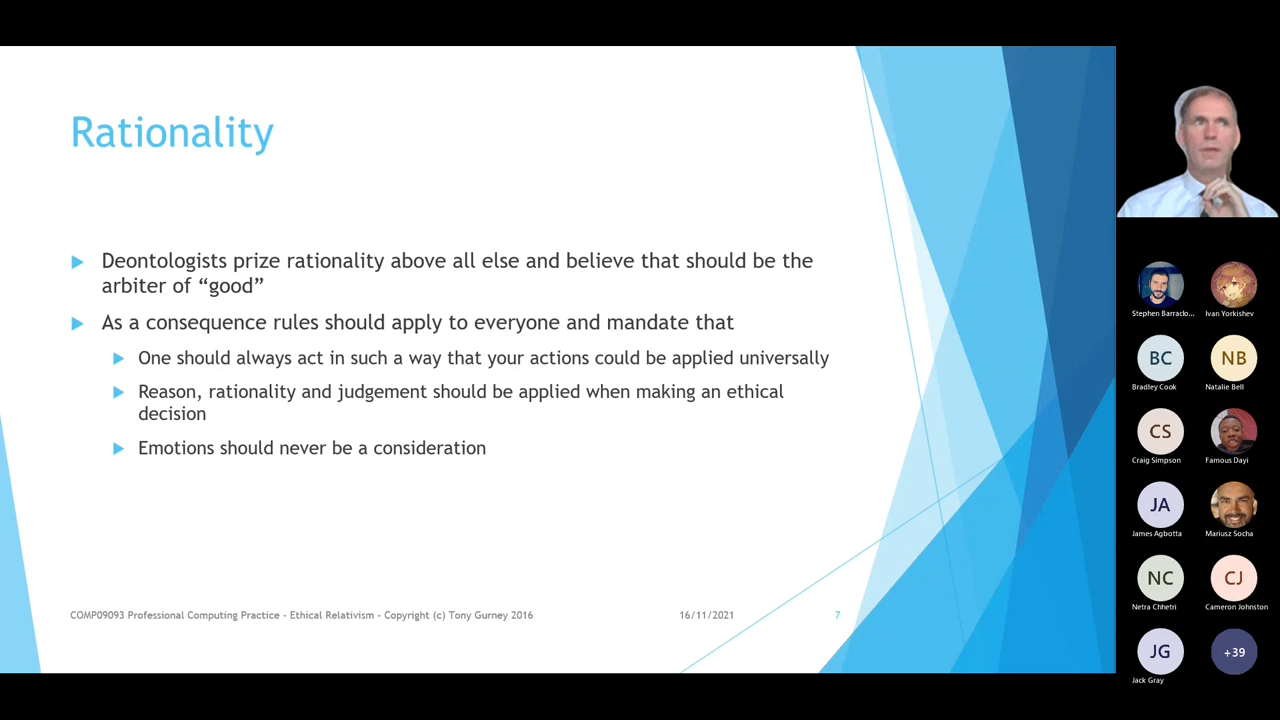 Rationality
Deontologists prize rationality above all else and believe that should be the
arbiter of “good”
As a consequence rules should apply to everyone and mandate that
One should always act in such a way that your actions could be applied universally
Reason, rationality and judgement should be applied when making an ethical
decision
Emotions should never be a consideration
COMP09093 Professional Computing Practice - Ethical Relativism - Copyright (c) Tony Gurney 2016
16/11/2021
7
Stephen Barraclo...
Ivan Yorkishev
BC
NB
Bradley Cook
Natalie Bell
CS
Craig Simpson
Famous Dayi
JA
James Agbotta
Mariusz Socha
NC
CJ
Netra Chhetri
Cameron Johnston
JG
+39
Jack Gray